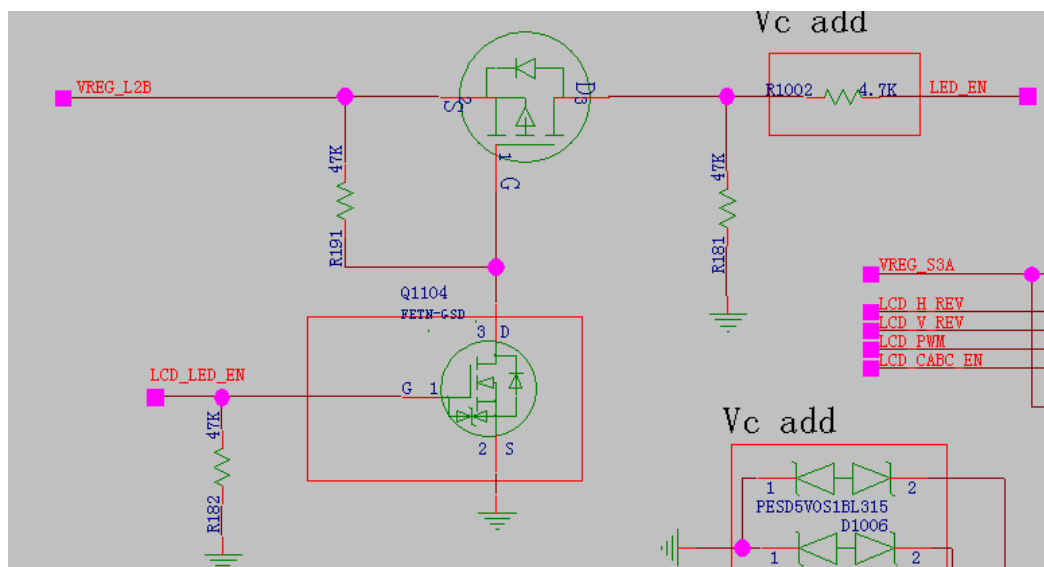 Vc add
VREG_L2B
S
2
D
3
R1002
4.7K
LED_EN
47K
R191
1
G
47K
R181
VREG_S3A
LCD_H_REV
LCD_V_REV
LCD_PWM
LCD_CABC_EN
Q1104
FETN-GSD
3 D
LCD_LED_EN
G 1
2 S
47K
R182
Vc add
1
2
PESD5V0S1BL315
D1006
1
2